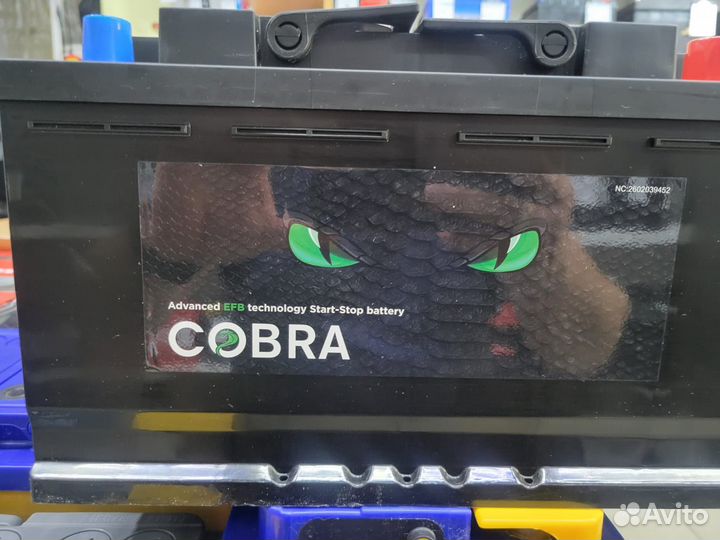 NC:2602039452
Advanced EFB technology Start-Stop battery
COBRA
Avito